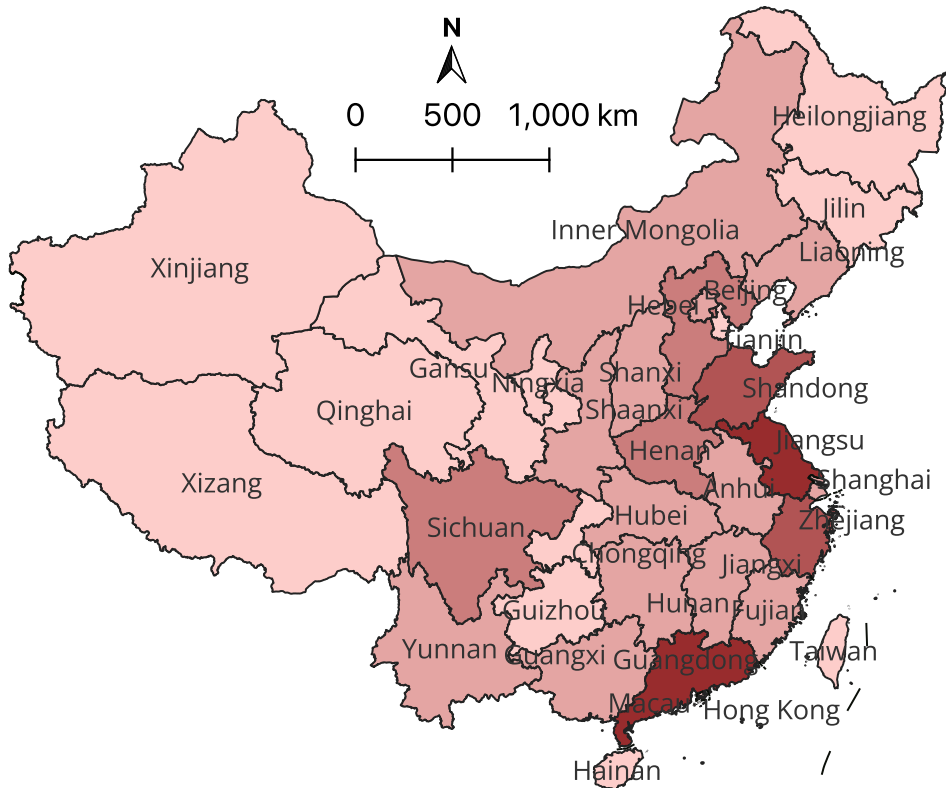 N
0 500 1,000 km
Heilongjiang
Jilin
Inner Mongolia
Liaoning
Xinjiang
Beijing
Hebei
Tianjin
Gansu
Ningxia
Shanxi
Shandong
Qinghai
Shaanxi
Jiangsu
Henan
Xizang
Anhui
Shanghai
Sichuan
Hubei
Zhejiang
Chongqing
Jiangxi
Guizhou
Hunan
Fujian
Yunnan
Guangxi
Guangdong
Taiwan
Macau
Hong Kong
Hainan